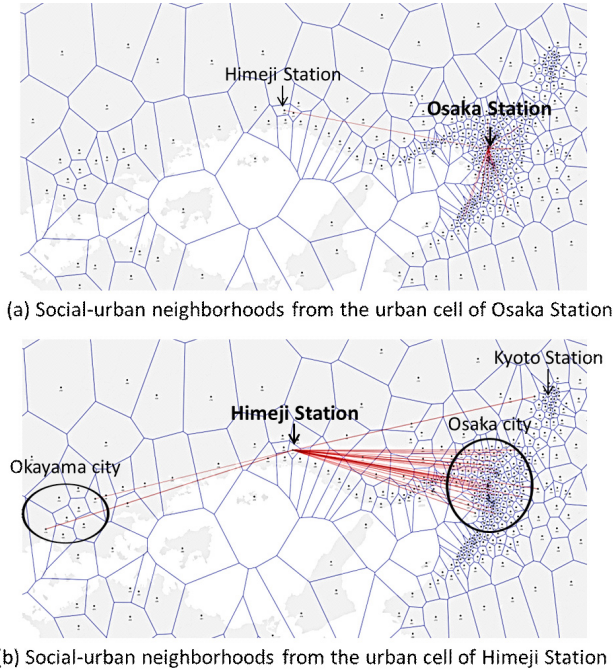 Himeji Station
Osaka Station
(a) Social-urban neighborhoods from the urban cell of Osaka Station
Kyoto Station
Himeji Station
Osaka city
Okayama city
(b) Social-urban neighborhoods from the urban cell of Himeji Station